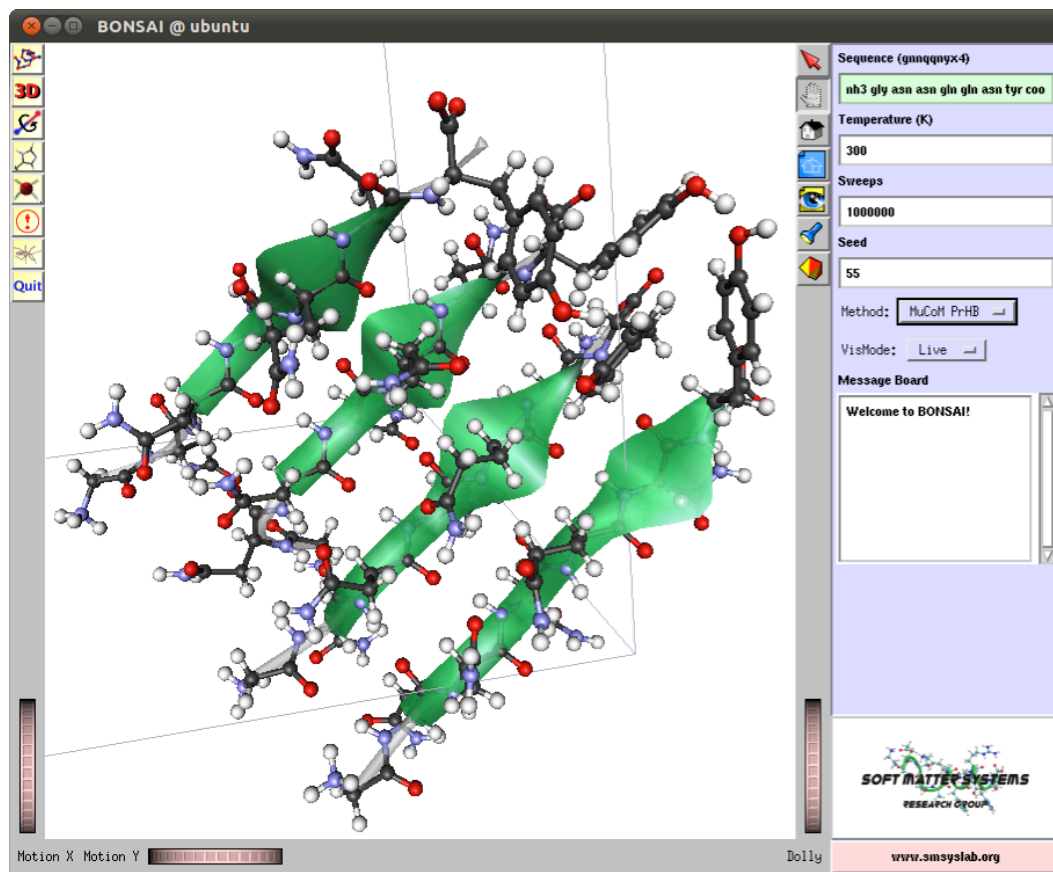 BONSAI @ ubuntu
3D
Quit
Sequence (gnnqqnyx4)
nh3 gly asn asn gln gln asn tyr coo
Temperature (K)
300
Sweeps
1000000
Seed
55
Method: MuCoM PrHB
VisMode: Live
Message Board
Welcome to BONSAI!
SOFT MATTER SYSTEMS
RESEARCH GROUP
Motion X Motion Y
Dolly
www.smsyslab.org